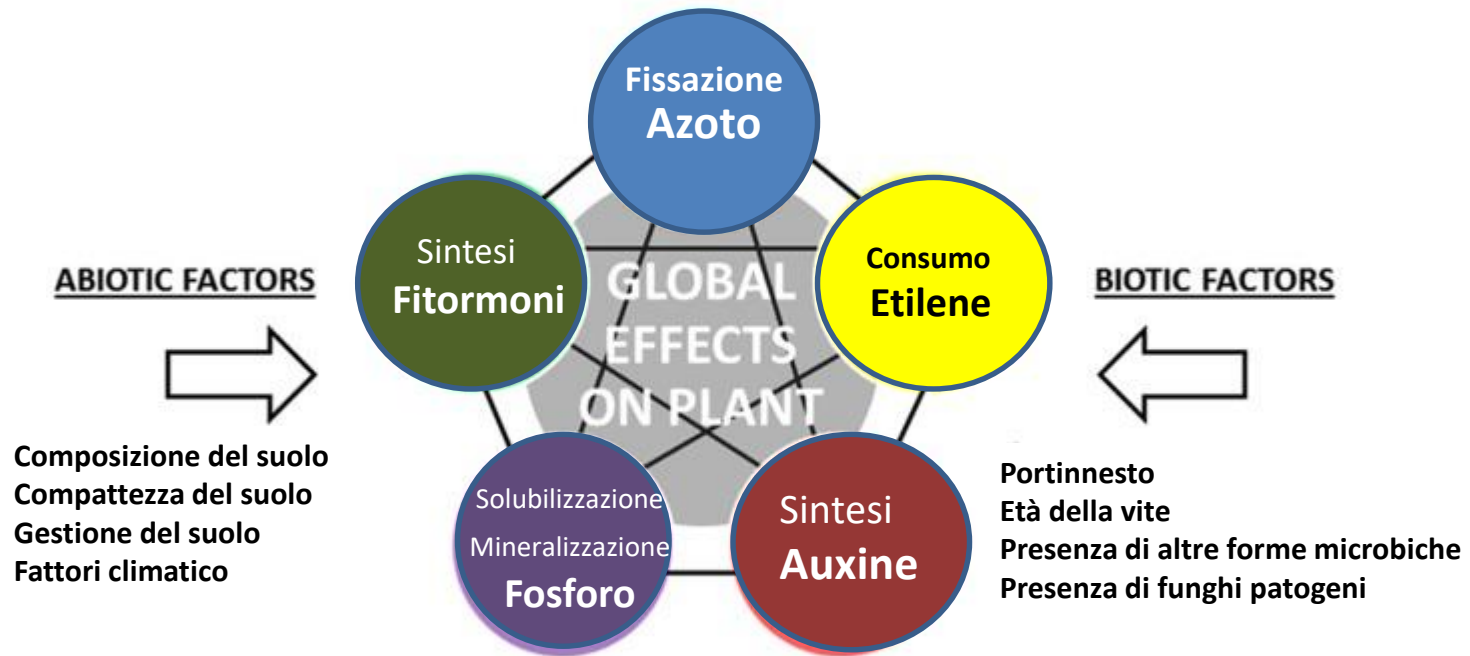 Fissazione
Azoto
Sintesi
Fitormoni
Consumo
Etilene
GLOBAL
EFFECTS
ON PLANT
ABIOTIC FACTORS
BIOTIC FACTORS
Composizione del suolo
Compattezza del suolo
Gestione del suolo
Fattori climatico
Solubilizzazione
Mineralizzazione
Fosforo
Sintesi
Auxine
Portinnesto
Età della vite
Presenza di altre forme microbiche
Presenza di funghi patogeni